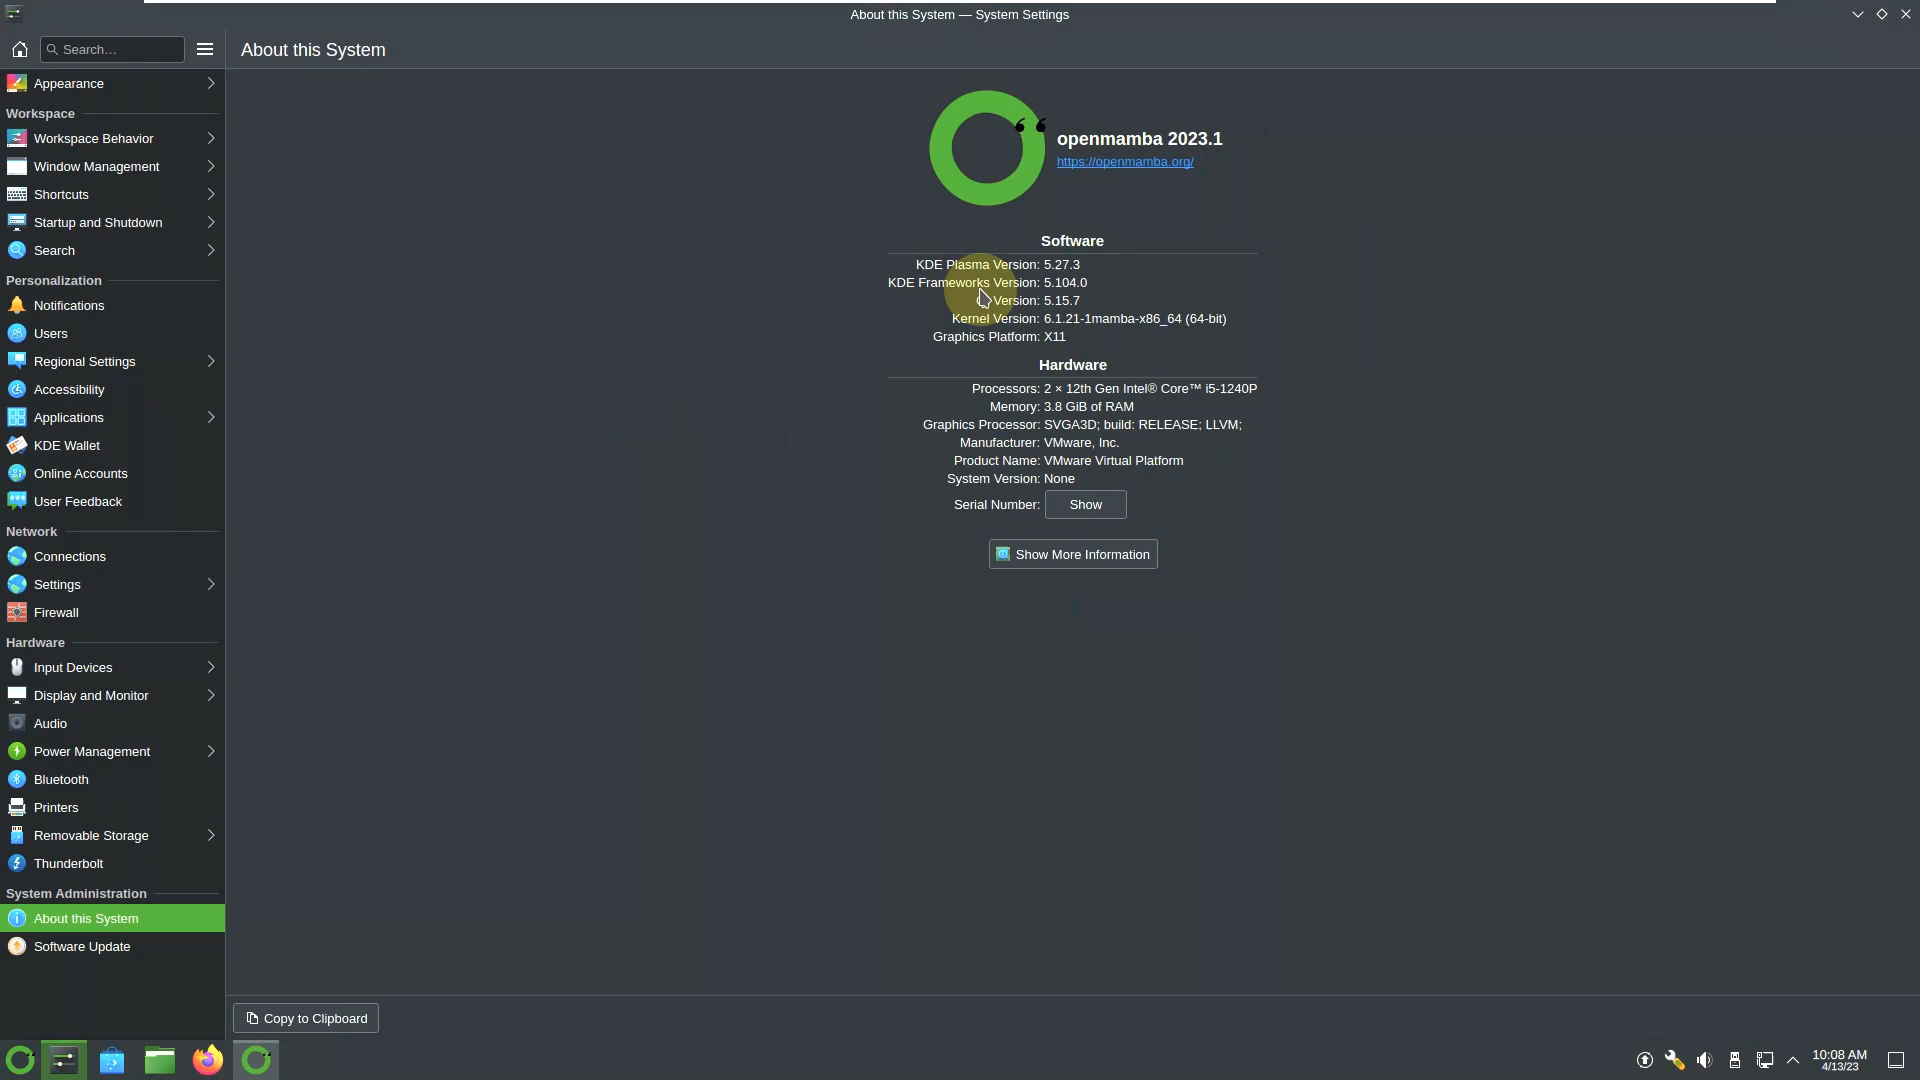 About this System — System Settings
Search...
About this System
Appearance
Workspace
Workspace Behavior
Window Management
Shortcuts
Startup and Shutdown
Search
Personalization
Notifications
Users
Regional Settings
Accessibility
Applications
KDE Wallet
Online Accounts
User Feedback
Network
Connections
Settings
Firewall
Hardware
Input Devices
Display and Monitor
Audio
Power Management
Bluetooth
Printers
Removable Storage
Thunderbolt
System Administration
About this System
Software Update
openmamba 2023.1
https://openmamba.org/
Software
KDE Plasma Version: 5.27.3
KDE Frameworks Version: 5.104.0
Version: 5.15.7
Kernel Version: 6.1.21-1mamba-x86_64 (64-bit)
Graphics Platform: X11
Hardware
Processors: 2 × 12th Gen Intel® Core™ i5-1240P
Memory: 3.8 GiB of RAM
Graphics Processor: SVGA3D; build: RELEASE; LLVM;
Manufacturer: VMware, Inc.
Product Name: VMware Virtual Platform
System Version: None
Serial Number: Show
Show More Information
Copy to Clipboard
10:08 AM
4/13/23